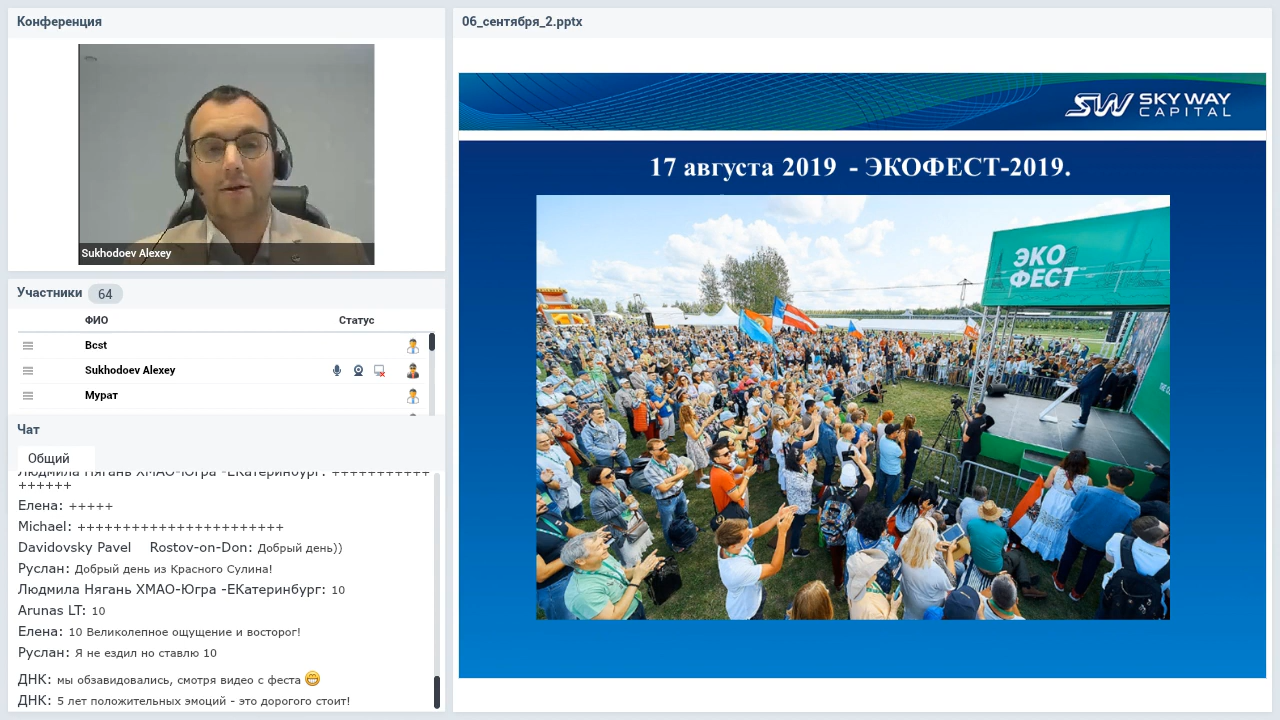 Конференция
Sukhodoev Alexey
Участники 64
ФИО Статус
Bcst
Sukhodoev Alexey
Мурат
Чат
Общий
Людмила Нягань ХМАО-Югра -ЕКатеринбург: +++++++++++
++++++
Елена: +++++
Michael: +++++++++++++++++++++++
Davidovsky Pavel Rostov-on-Don: Добрый день))
Руслан: Добрый день из Красного Сулина!
Людмила Нягань ХМАО-Югра -ЕКатеринбург: 10
Arunas LT: 10
Елена: 10 Великолепное ощущение и восторог!
Руслан: Я не ездил но ставлю 10
ДНК: мы обзавидовались, смотря видео с феста 😁
ДНК: 5 лет положительных эмоций - это дорогого стоит!
06_сентября_2.pptx
SW SKY WAY
CAPITAL
17 августа 2019 - ЭКОФЕСТ-2019.
ЭКО
ФЕСТ